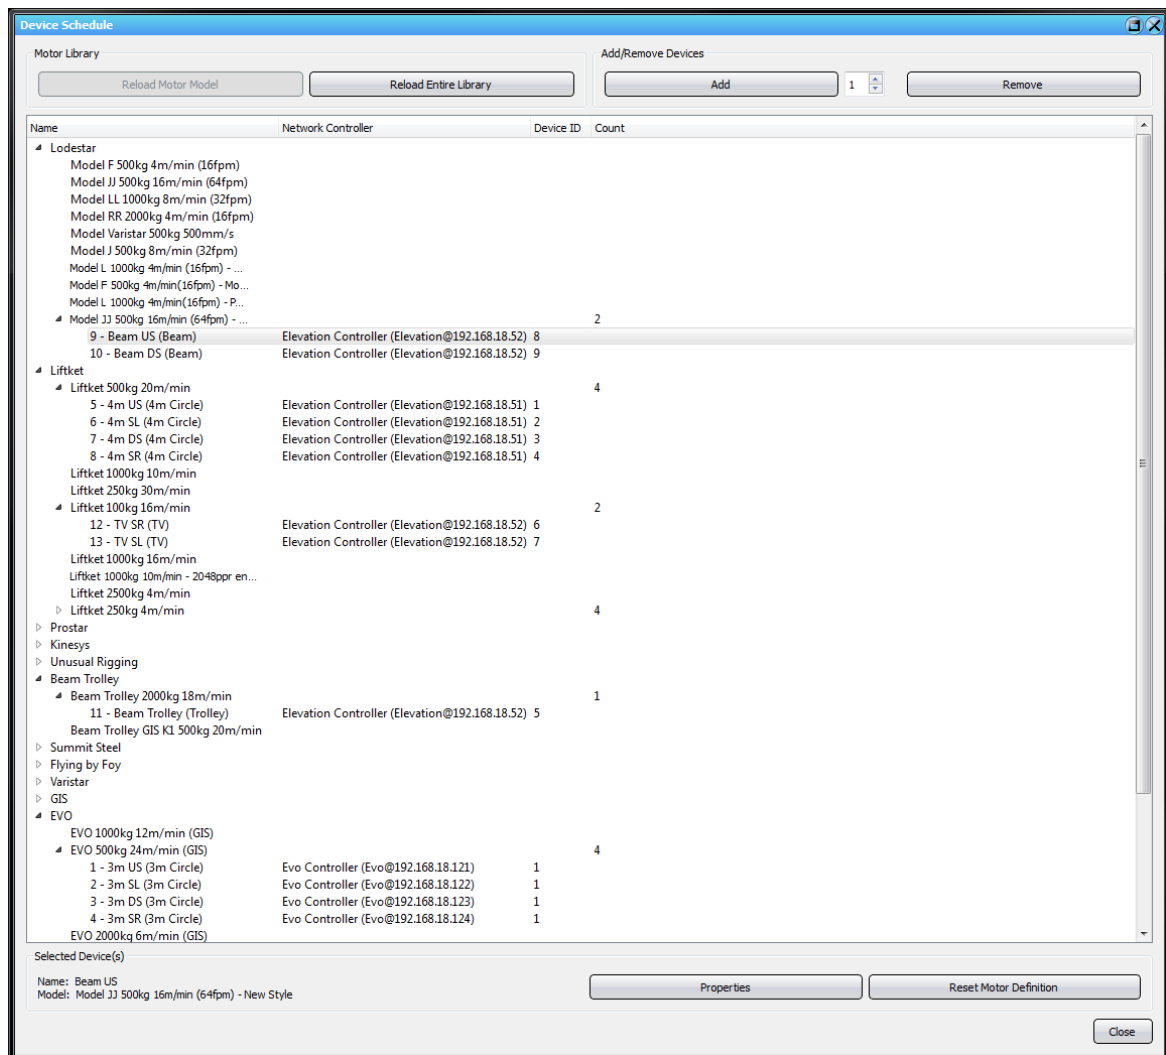 Device Schedule
Motor Library
Add/Remove Devices
Reload Motor Model Reload Entire Library Add 1 Remove
Name Network Controller Device ID Count
Lodestar
Model F 500kg 4m/min (16fpm)
Model JJ 500kg 16m/min (64fpm)
Model LL 1000kg 8m/min (32fpm)
Model RR 2000kg 4m/min (16fpm)
Model Varistar 500kg 500mm/s
Model J 500kg 8m/min (32fpm)
Model L 1000kg 4m/min (16fpm) - ...
Model F 500kg 4m/min(16fpm) - Mo...
Model L 1000kg 4m/min(16fpm) - P...
Model JJ 500kg 16m/min (64fpm) - ... 2
9 - Beam US (Beam) Elevation Controller (Elevation@192.168.18.52) 8
10 - Beam DS (Beam) Elevation Controller (Elevation@192.168.18.52) 9
Liftket
Liftket 500kg 20m/min 4
5 - 4m US (4m Circle) Elevation Controller (Elevation@192.168.18.51) 1
6 - 4m SL (4m Circle) Elevation Controller (Elevation@192.168.18.51) 2
7 - 4m DS (4m Circle) Elevation Controller (Elevation@192.168.18.51) 3
8 - 4m SR (4m Circle) Elevation Controller (Elevation@192.168.18.51) 4
Liftket 1000kg 10m/min
Liftket 250kg 30m/min
Liftket 100kg 16m/min 2
12 - TV SR (TV) Elevation Controller (Elevation@192.168.18.52) 6
13 - TV SL (TV) Elevation Controller (Elevation@192.168.18.52) 7
Liftket 1000kg 16m/min
Liftket 1000kg 10m/min - 2048ppr en...
Liftket 2500kg 4m/min
Liftket 250kg 4m/min 4
Prostar
Kinesys
Unusual Rigging
Beam Trolley
Beam Trolley 2000kg 18m/min 1
11 - Beam Trolley (Trolley) Elevation Controller (Elevation@192.168.18.52) 5
Beam Trolley GIS K1 500kg 20m/min
Summit Steel
Flying by Foy
Varistar
GIS
EVO
EVO 1000kg 12m/min (GIS)
EVO 500kg 24m/min (GIS) 4
1 - 3m US (3m Circle) Evo Controller (Evo@192.168.18.121) 1
2 - 3m SL (3m Circle) Evo Controller (Evo@192.168.18.122) 1
3 - 3m DS (3m Circle) Evo Controller (Evo@192.168.18.123) 1
4 - 3m SR (3m Circle) Evo Controller (Evo@192.168.18.124) 1
EVO 2000kg 6m/min (GIS)
Selected Device(s)
Name: Beam US
Model: Model JJ 500kg 16m/min (64fpm) - New Style
Properties Reset Motor Definition
Close